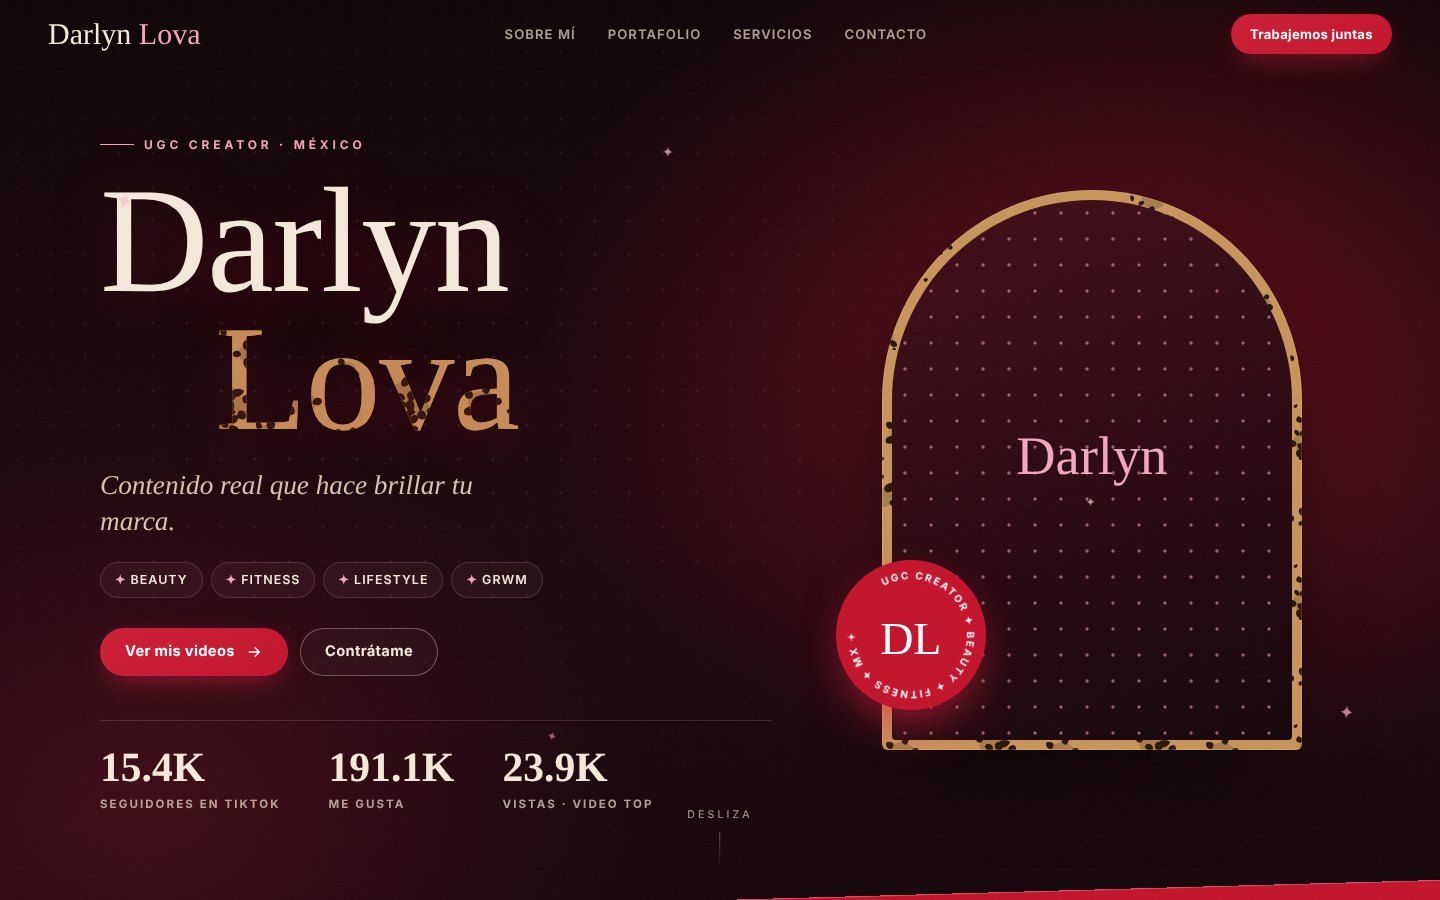 Darlyn Lova
SOBRE MÍ PORTAFOLIO SERVICIOS CONTACTO
Trabajemos juntas
UGC CREATOR · MÉXICO
Darlyn
Lova
Contenido real que hace brillar tu
marca.
✦ BEAUTY ✦ FITNESS ✦ LIFESTYLE ✦ GRWM
Ver mis videos →
Contrátame
15.4K
SEGUIDORES EN TIKTOK
191.1K
ME GUSTA
23.9K
VISTAS · VIDEO TOP
DESLIZA
Darlyn
UGC CREATOR ✦ BEAUTY ✦ FITNESS ✦ MX ✦
DL